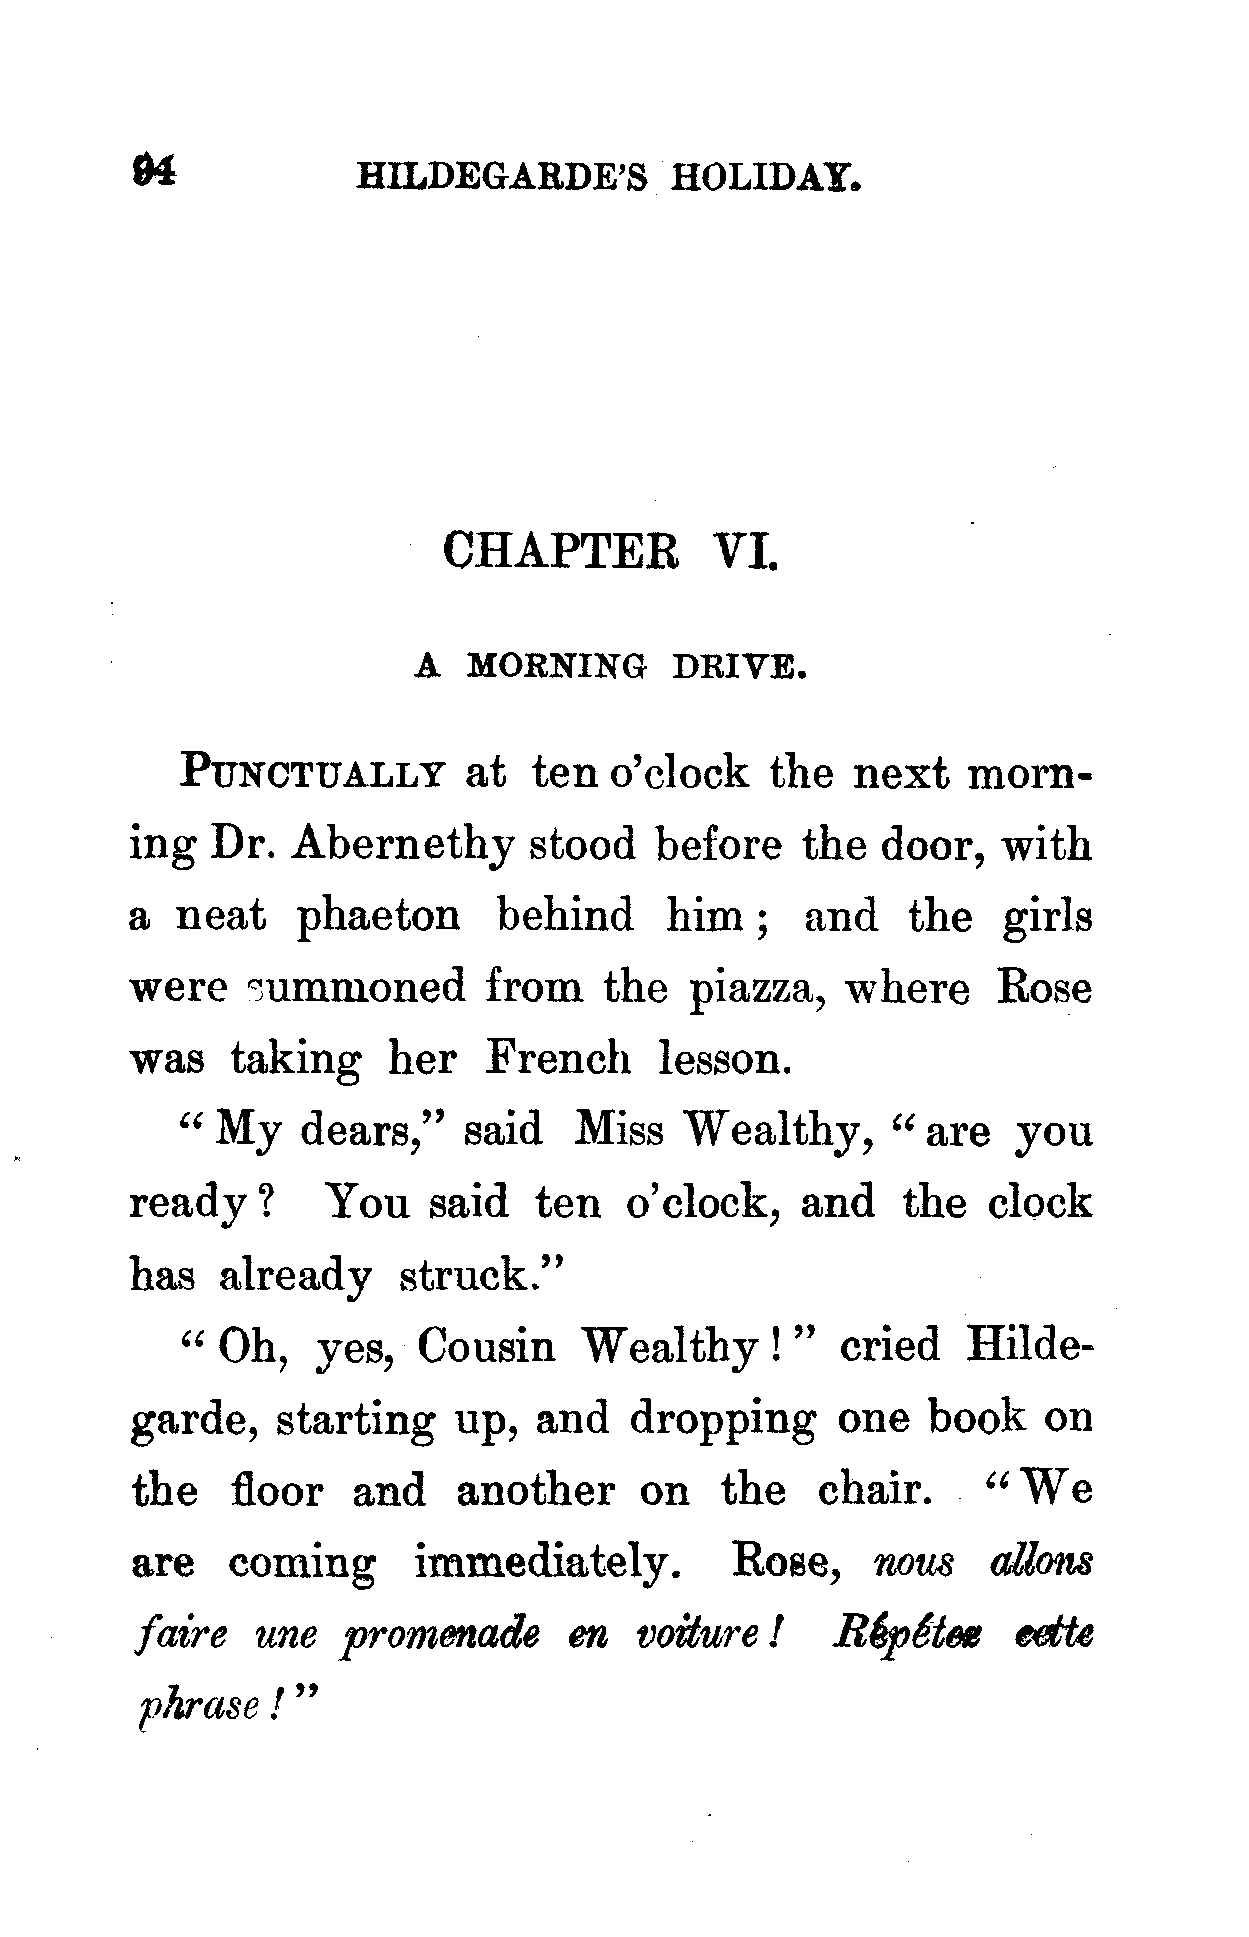 94 HILDEGARDE'S HOLIDAY.
CHAPTER VI.
A MORNING DRIVE.
PUNCTUALLY at ten o'clock the next morn-
ing Dr. Abernethy stood before the door, with
a neat phaeton behind him; and the girls
were summoned from the piazza, where Rose
was taking her French lesson.
"My dears," said Miss Wealthy, "are you
ready? You said ten o'clock, and the clock
has already struck."
"Oh, yes, Cousin Wealthy!" cried Hilde-
garde, starting up, and dropping one book on
the floor and another on the chair. "We
are coming immediately. Rose, nous allons
faire une promenade en voiture! Répétez cette
phrase!"